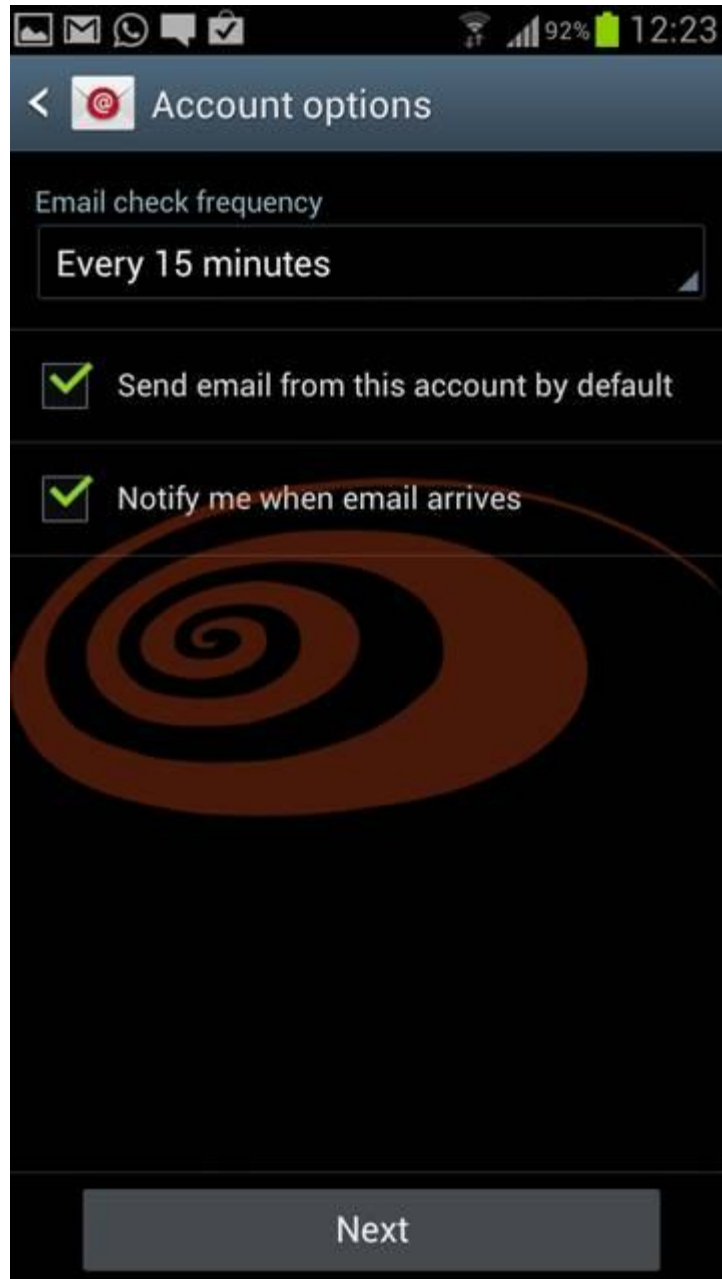 92% 12:23
@ Account options
Email check frequency
Every 15 minutes
Send email from this account by default
Notify me when email arrives
Next